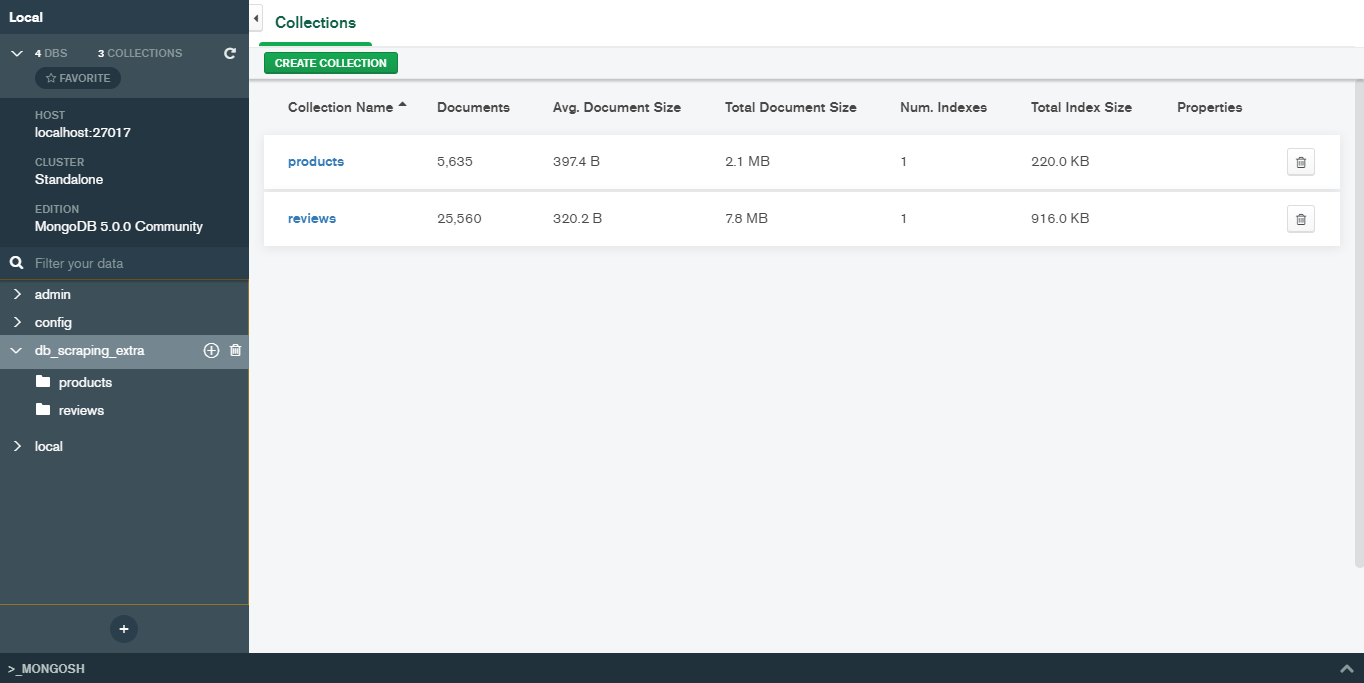 Local
4 DBS 3 COLLECTIONS
FAVORITE
HOST
localhost:27017
CLUSTER
Standalone
EDITION
MongoDB 5.0.0 Community
Filter your data
admin
config
db_scraping_extra
products
reviews
local
>_MONGOSH
Collections
CREATE COLLECTION
Collection Name Documents Avg. Document Size Total Document Size Num. Indexes Total Index Size Properties
products 5,635 397.4 B 2.1 MB 1 220.0 KB
reviews 25,560 320.2 B 7.8 MB 1 916.0 KB